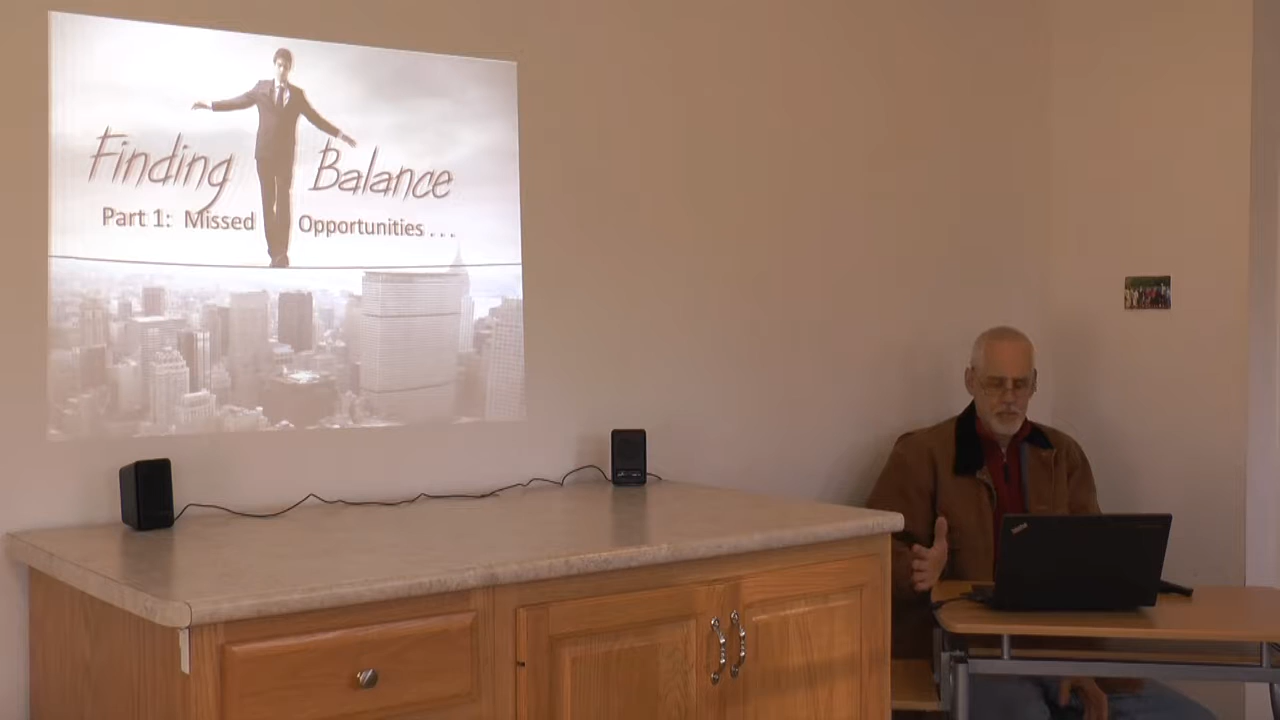 Finding Balance
Part 1: Missed Opportunities . . .